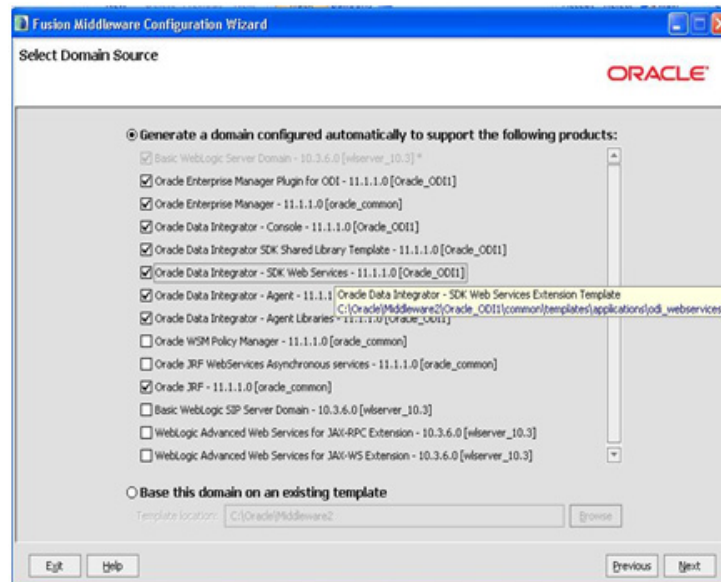 Fusion Middleware Configuration Wizard
Select Domain Source
ORACLE
Generate a domain configured automatically to support the following products:
Basic WebLogic Server Domain - 10.3.6.0 [wlserver_10.3] *
Oracle Enterprise Manager Plugin for ODI - 11.1.1.0 [Oracle_ODI1]
Oracle Enterprise Manager - 11.1.1.0 [oracle_common]
Oracle Data Integrator - Console - 11.1.1.0 [Oracle_ODI1]
Oracle Data Integrator SDK Shared Library Template - 11.1.1.0 [Oracle_ODI1]
Oracle Data Integrator - SDK Web Services - 11.1.1.0 [Oracle_ODI1]
Oracle Data Integrator - Agent - 11.1.1
Oracle Data Integrator - SDK Web Services Extension Template
C:\Oracle\Middleware2\Oracle_ODI1\common\templates\applications\odi_webservices
Oracle Data Integrator - Agent Libraries - 11.1.1.0 [Oracle_ODI1]
Oracle WSM Policy Manager - 11.1.1.0 [oracle_common]
Oracle JRF WebServices Asynchronous services - 11.1.1.0 [oracle_common]
Oracle JRF - 11.1.1.0 [oracle_common]
Basic WebLogic SIP Server Domain - 10.3.6.0 [wlserver_10.3]
WebLogic Advanced Web Services for JAX-RPC Extension - 10.3.6.0 [wlserver_10.3]
WebLogic Advanced Web Services for JAX-WS Extension - 10.3.6.0 [wlserver_10.3]
Base this domain on an existing template
Template location: C:\Oracle\Middleware2 Browse
Exit Help Previous Next